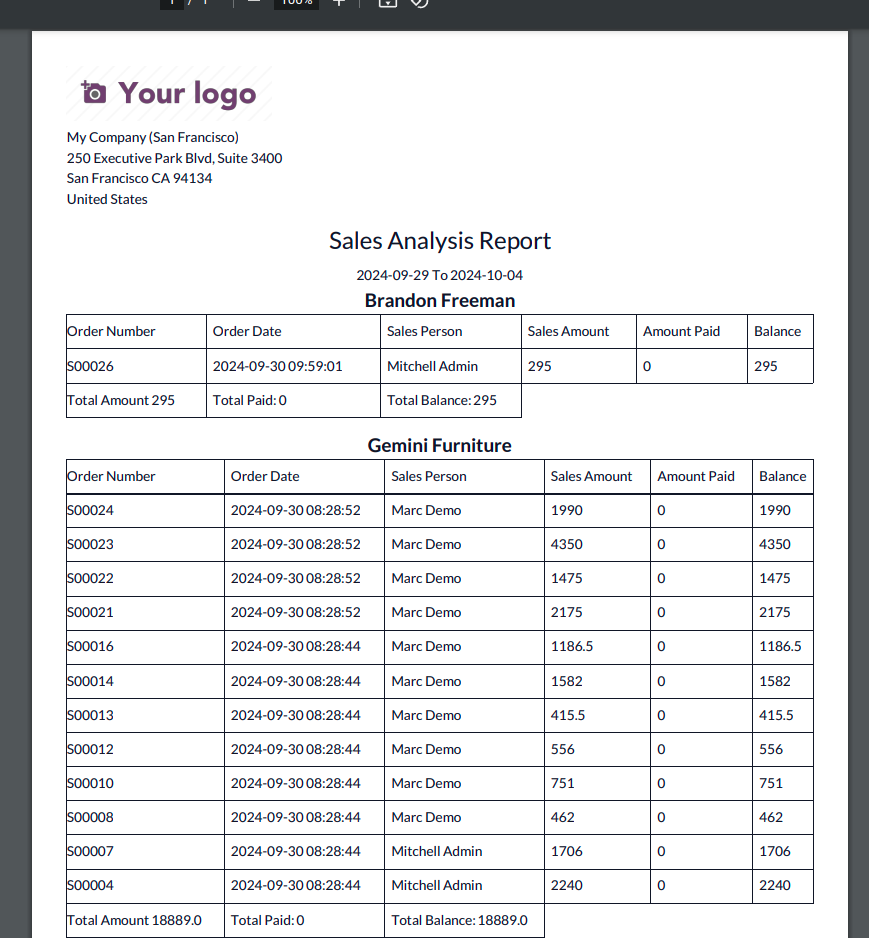 1 / 1 100%
Your logo
My Company (San Francisco)
250 Executive Park Blvd, Suite 3400
San Francisco CA 94134
United States
Sales Analysis Report
2024-09-29 To 2024-10-04
Brandon Freeman
Order Number Order Date Sales Person Sales Amount Amount Paid Balance
S00026 2024-09-30 09:59:01 Mitchell Admin 295 0 295
Total Amount 295 Total Paid: 0 Total Balance: 295
Gemini Furniture
Order Number Order Date Sales Person Sales Amount Amount Paid Balance
S00024 2024-09-30 08:28:52 Marc Demo 1990 0 1990
S00023 2024-09-30 08:28:52 Marc Demo 4350 0 4350
S00022 2024-09-30 08:28:52 Marc Demo 1475 0 1475
S00021 2024-09-30 08:28:52 Marc Demo 2175 0 2175
S00016 2024-09-30 08:28:44 Marc Demo 1186.5 0 1186.5
S00014 2024-09-30 08:28:44 Marc Demo 1582 0 1582
S00013 2024-09-30 08:28:44 Marc Demo 415.5 0 415.5
S00012 2024-09-30 08:28:44 Marc Demo 556 0 556
S00010 2024-09-30 08:28:44 Marc Demo 751 0 751
S00008 2024-09-30 08:28:44 Marc Demo 462 0 462
S00007 2024-09-30 08:28:44 Mitchell Admin 1706 0 1706
S00004 2024-09-30 08:28:44 Mitchell Admin 2240 0 2240
Total Amount 18889.0 Total Paid: 0 Total Balance: 18889.0